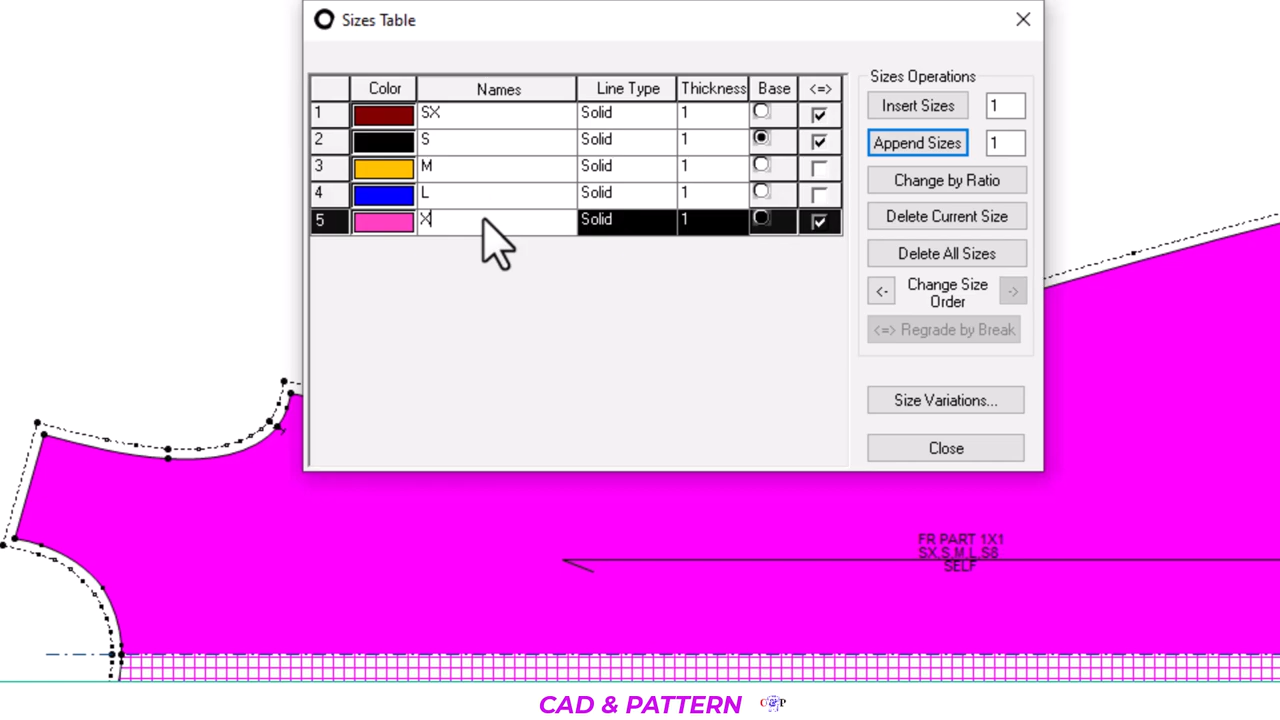 Sizes Table
Color Names Line Type Thickness Base <=>
1 SX Solid 1
2 S Solid 1
3 M Solid 1
4 L Solid 1
5 X Solid 1
Sizes Operations
Insert Sizes 1
Append Sizes 1
Change by Ratio
Delete Current Size
Delete All Sizes
<- Change Size Order ->
<=> Regrade by Break
Size Variations...
Close
FR PART 1X1
SX,S,M,L,S8
SELF
CAD & PATTERN C&P